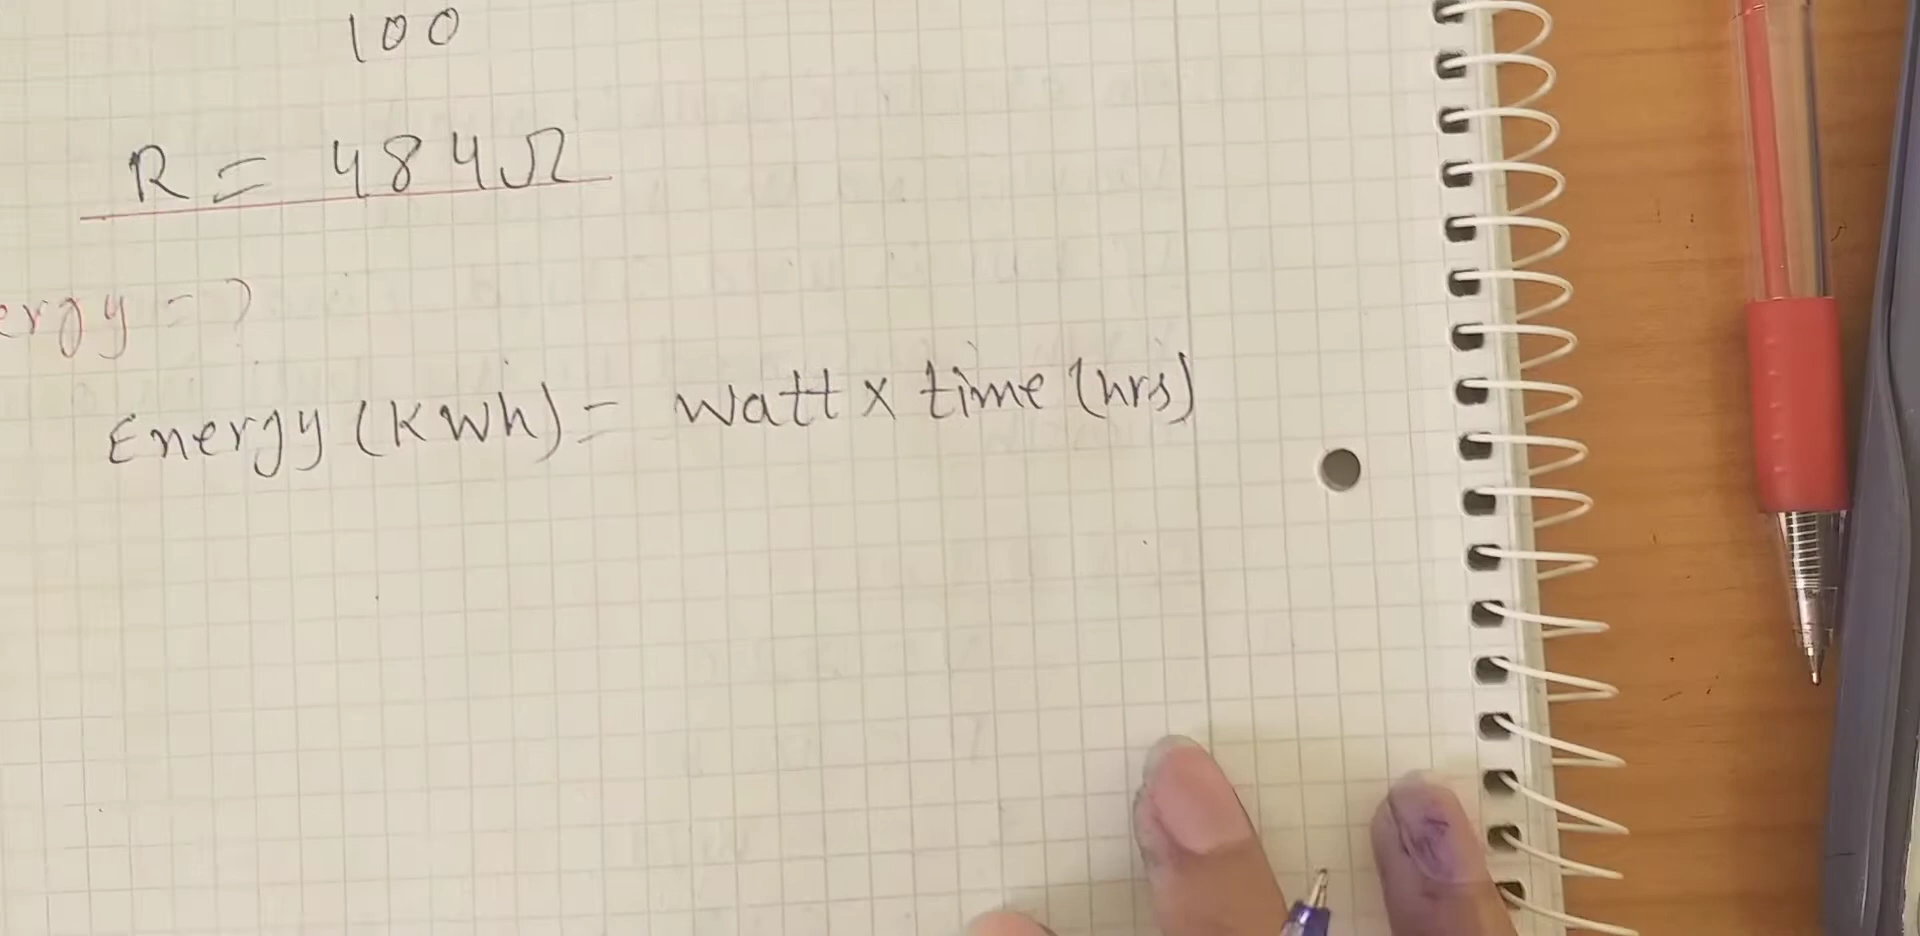 100
R = 484Ω
ergy = ?
Energy (KWh) = watt x time (hrs)